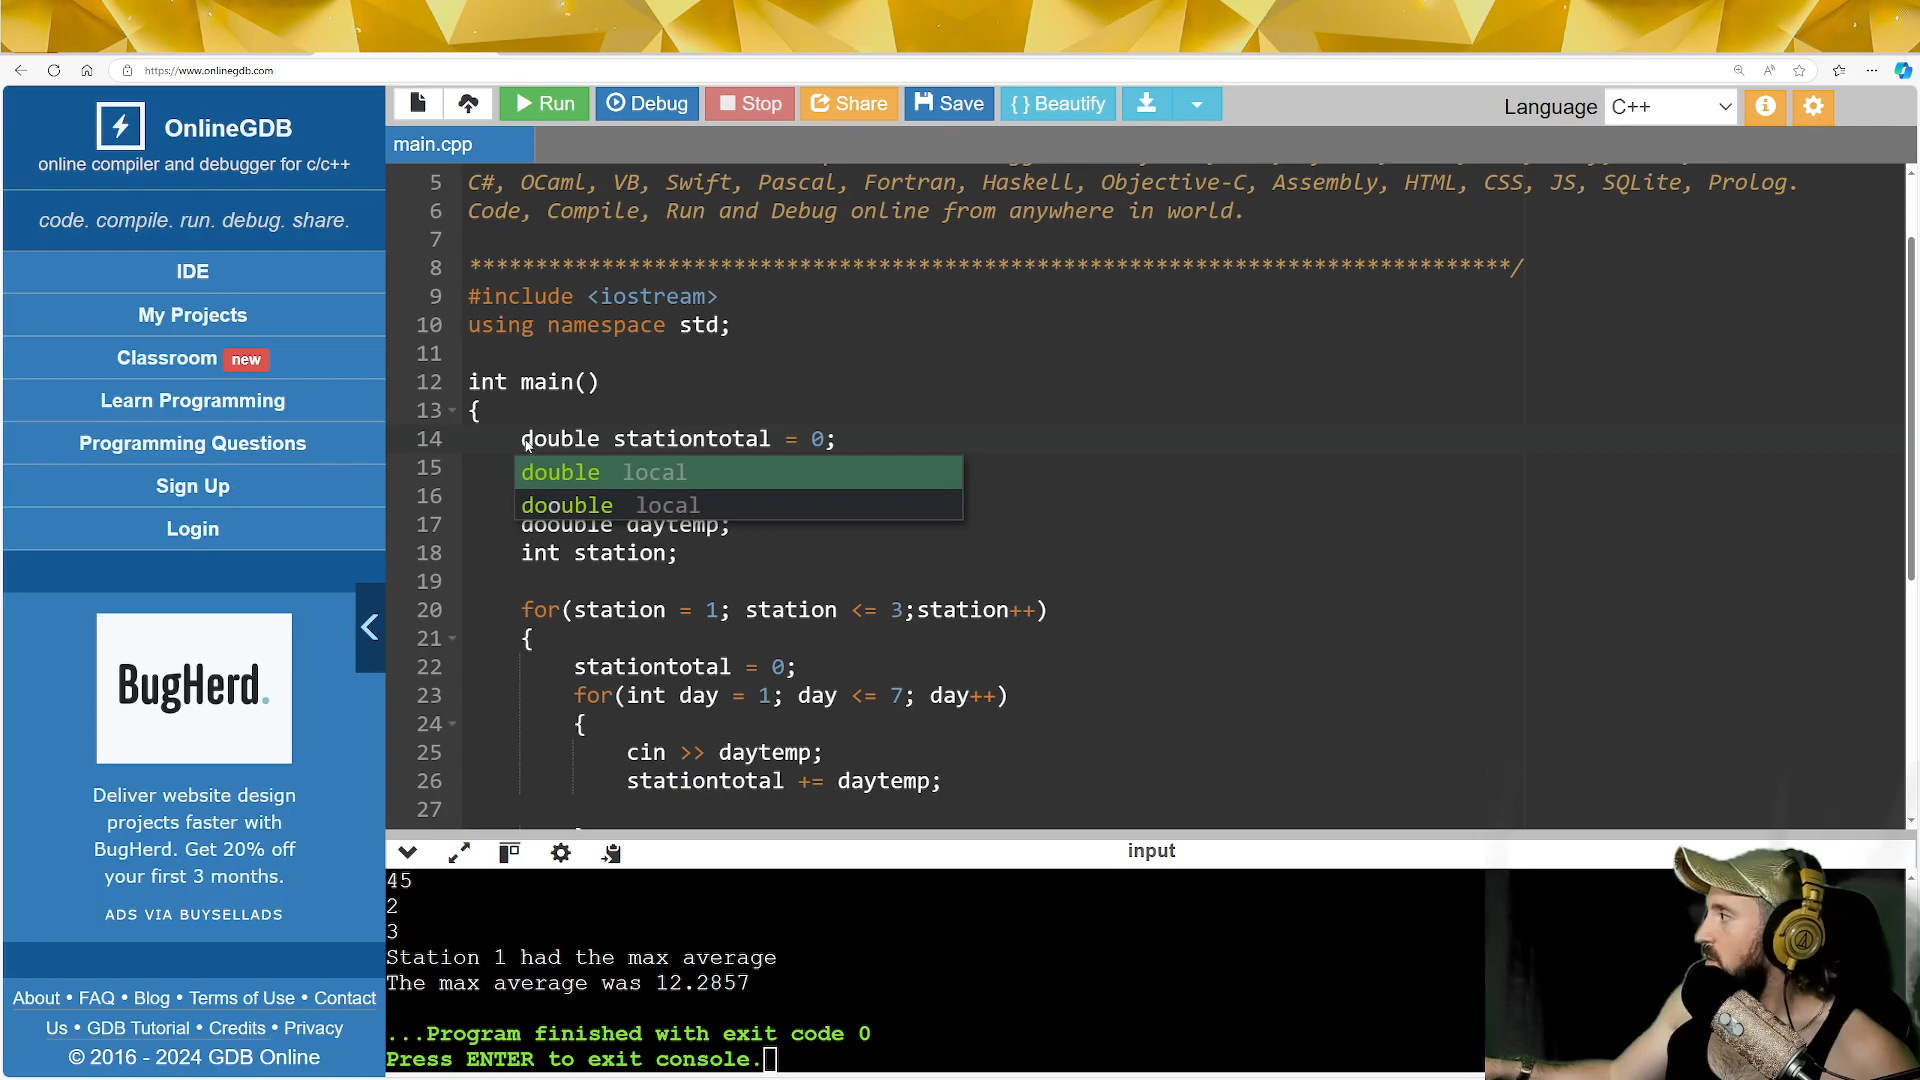 https://www.onlinegdb.com
OnlineGDB
online compiler and debugger for c/c++
code. compile. run. debug. share.
IDE
My Projects
Classroom new
Learn Programming
Programming Questions
Sign Up
Login
BugHerd.
Deliver website design
projects faster with
BugHerd. Get 20% off
your first 3 months.
ADS VIA BUYSELLADS
About • FAQ • Blog • Terms of Use • Contact
Us • GDB Tutorial • Credits • Privacy
© 2016 - 2024 GDB Online
Run Debug Stop Share Save { } Beautify
Language C++
main.cpp
5 C#, OCaml, VB, Swift, Pascal, Fortran, Haskell, Objective-C, Assembly, HTML, CSS, JS, SQLite, Prolog.
6 Code, Compile, Run and Debug online from anywhere in world.
7
8 *******************************************************************************/
9 #include <iostream>
10 using namespace std;
11
12 int main()
13 {
14 double stationtotal = 0;
double local
doouble local
15
16
17 doouble daytemp;
18 int station;
19
20 for(station = 1; station <= 3;station++)
21 {
22 stationtotal = 0;
23 for(int day = 1; day <= 7; day++)
24 {
25 cin >> daytemp;
26 stationtotal += daytemp;
27
input
45
2
3
Station 1 had the max average
The max average was 12.2857
...Program finished with exit code 0
Press ENTER to exit console.